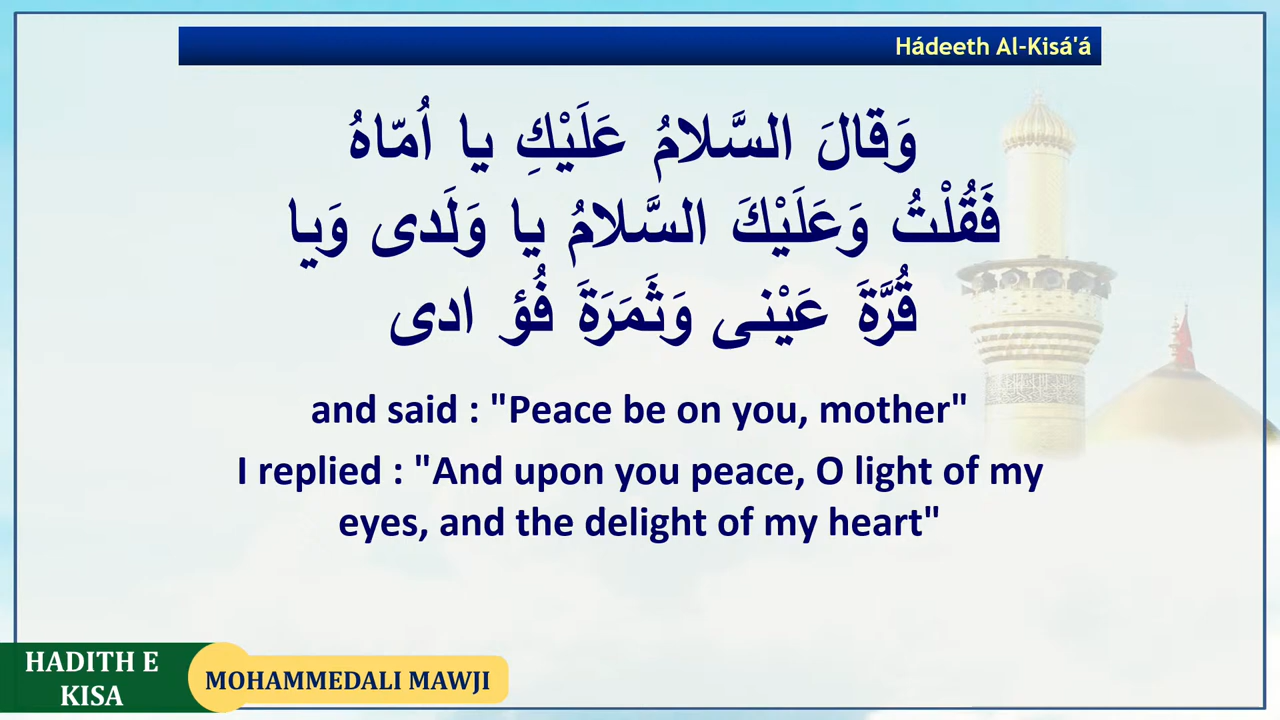 Hádeeth Al-Kisá'á
وَقالَ السَّلامُ عَلَيْكِ يا اُمّاهُ
فَقُلْتُ وَعَلَيْكَ السَّلامُ يا وَلَدى وَيا
قُرَّةَ عَيْنى وَثَمَرَةَ فُؤ ادى
and said : "Peace be on you, mother"
I replied : "And upon you peace, O light of my
eyes, and the delight of my heart"
HADITH E
KISA
MOHAMMEDALI MAWJI